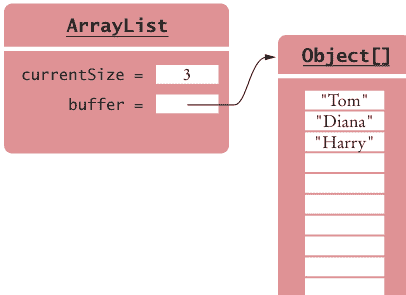 ArrayList
currentSize = 3
buffer =
Object[]
"Tom"
"Diana"
"Harry"